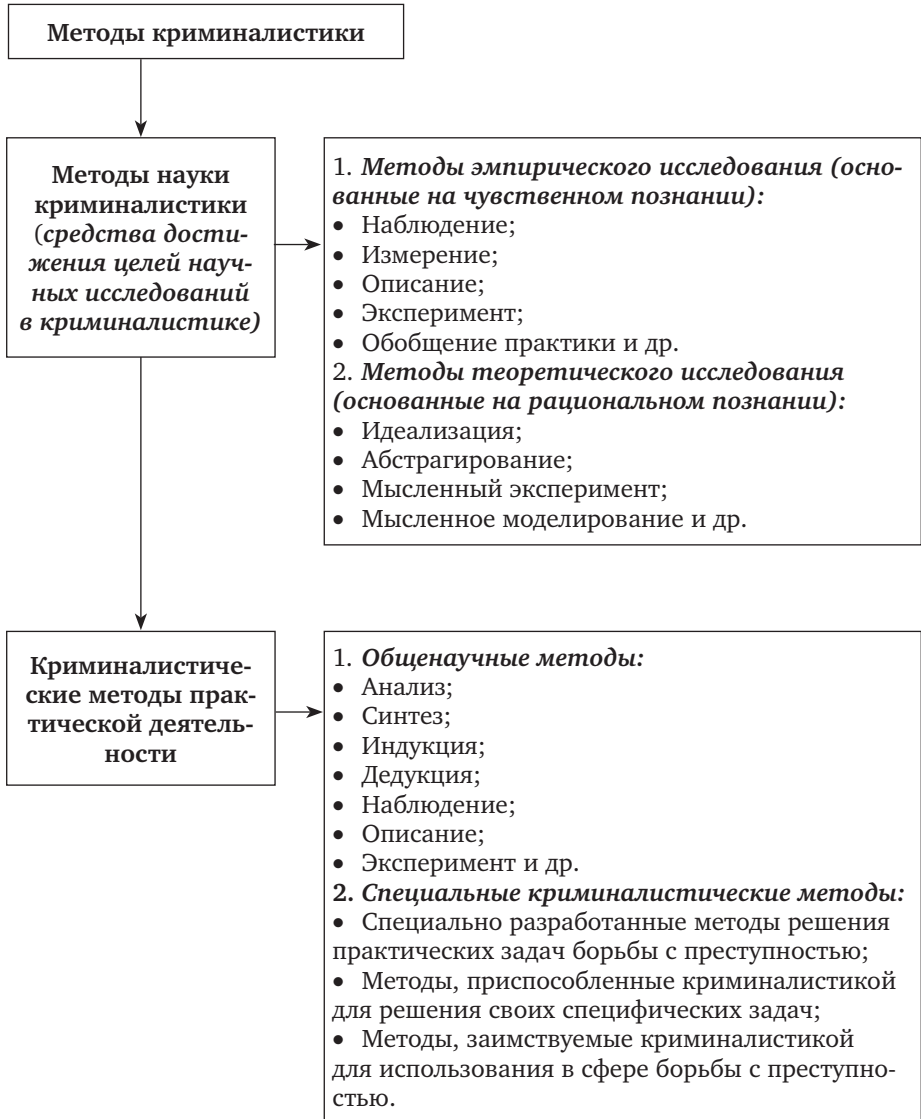 Методы криминалистики
Методы науки
криминалистики
(средства дости-
жения целей науч-
ных исследований
в криминалистике)
1. Методы эмпирического исследования (осно-
ванные на чувственном познании):
• Наблюдение;
• Измерение;
• Описание;
• Эксперимент;
• Обобщение практики и др.
2. Методы теоретического исследования
(основанные на рациональном познании):
• Идеализация;
• Абстрагирование;
• Мысленный эксперимент;
• Мысленное моделирование и др.
Криминалистиче-
ские методы прак-
тической деятель-
ности
1. Общенаучные методы:
• Анализ;
• Синтез;
• Индукция;
• Дедукция;
• Наблюдение;
• Описание;
• Эксперимент и др.
2. Специальные криминалистические методы:
• Специально разработанные методы решения
практических задач борьбы с преступностью;
• Методы, приспособленные криминалистикой
для решения своих специфических задач;
• Методы, заимствуемые криминалистикой
для использования в сфере борьбы с преступно-
стью.